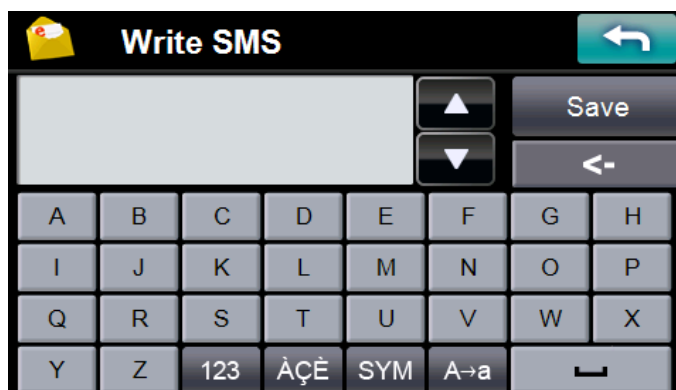 Write SMS
Save
<-
A B C D E F G H
I J K L M N O P
Q R S T U V W X
Y Z 123 ÀÇÈ SYM A→a